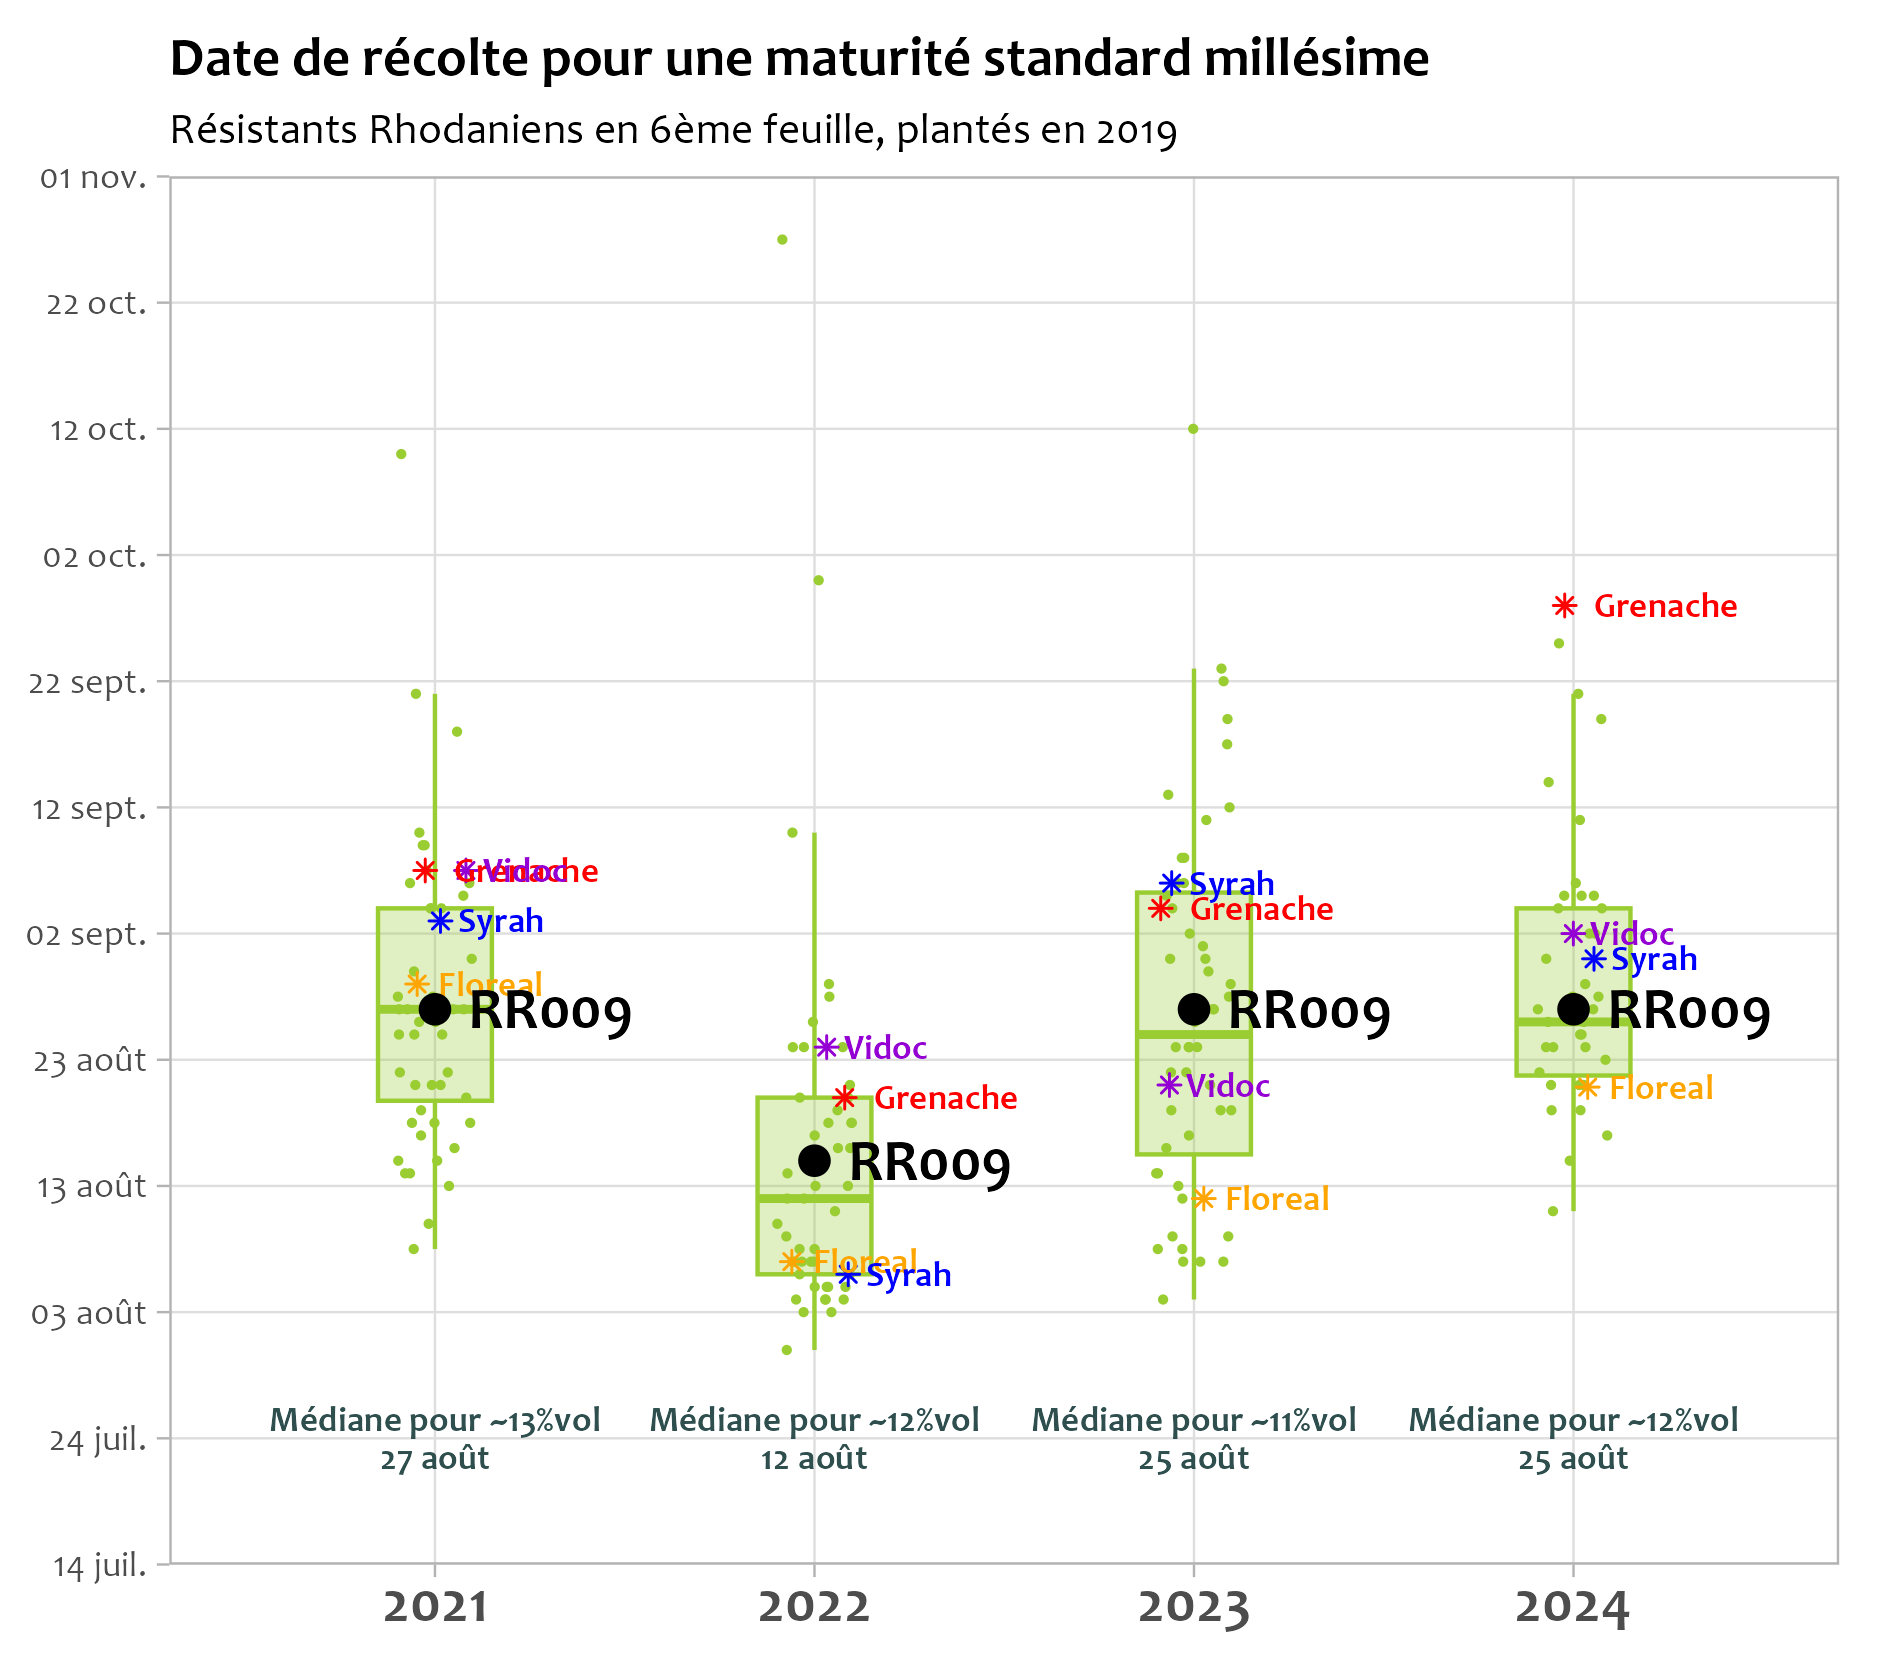 Date de récolte pour une maturité standard millésime
Résistants Rhodaniens en 6ème feuille, plantés en 2019
01 nov.
22 oct.
12 oct.
02 oct.
22 sept.
12 sept.
02 sept.
23 août
13 août
03 août
24 juil.
14 juil.
Grenache
Vidoc
Syrah
Floreal
RR009
Médiane pour ~13%vol
27 août
2021
Vidoc
Grenache
RR009
Floreal
Syrah
Médiane pour ~12%vol
12 août
2022
Syrah
Grenache
RR009
Vidoc
Floreal
Médiane pour ~11%vol
25 août
2023
Grenache
Vidoc
Syrah
RR009
Floreal
Médiane pour ~12%vol
25 août
2024